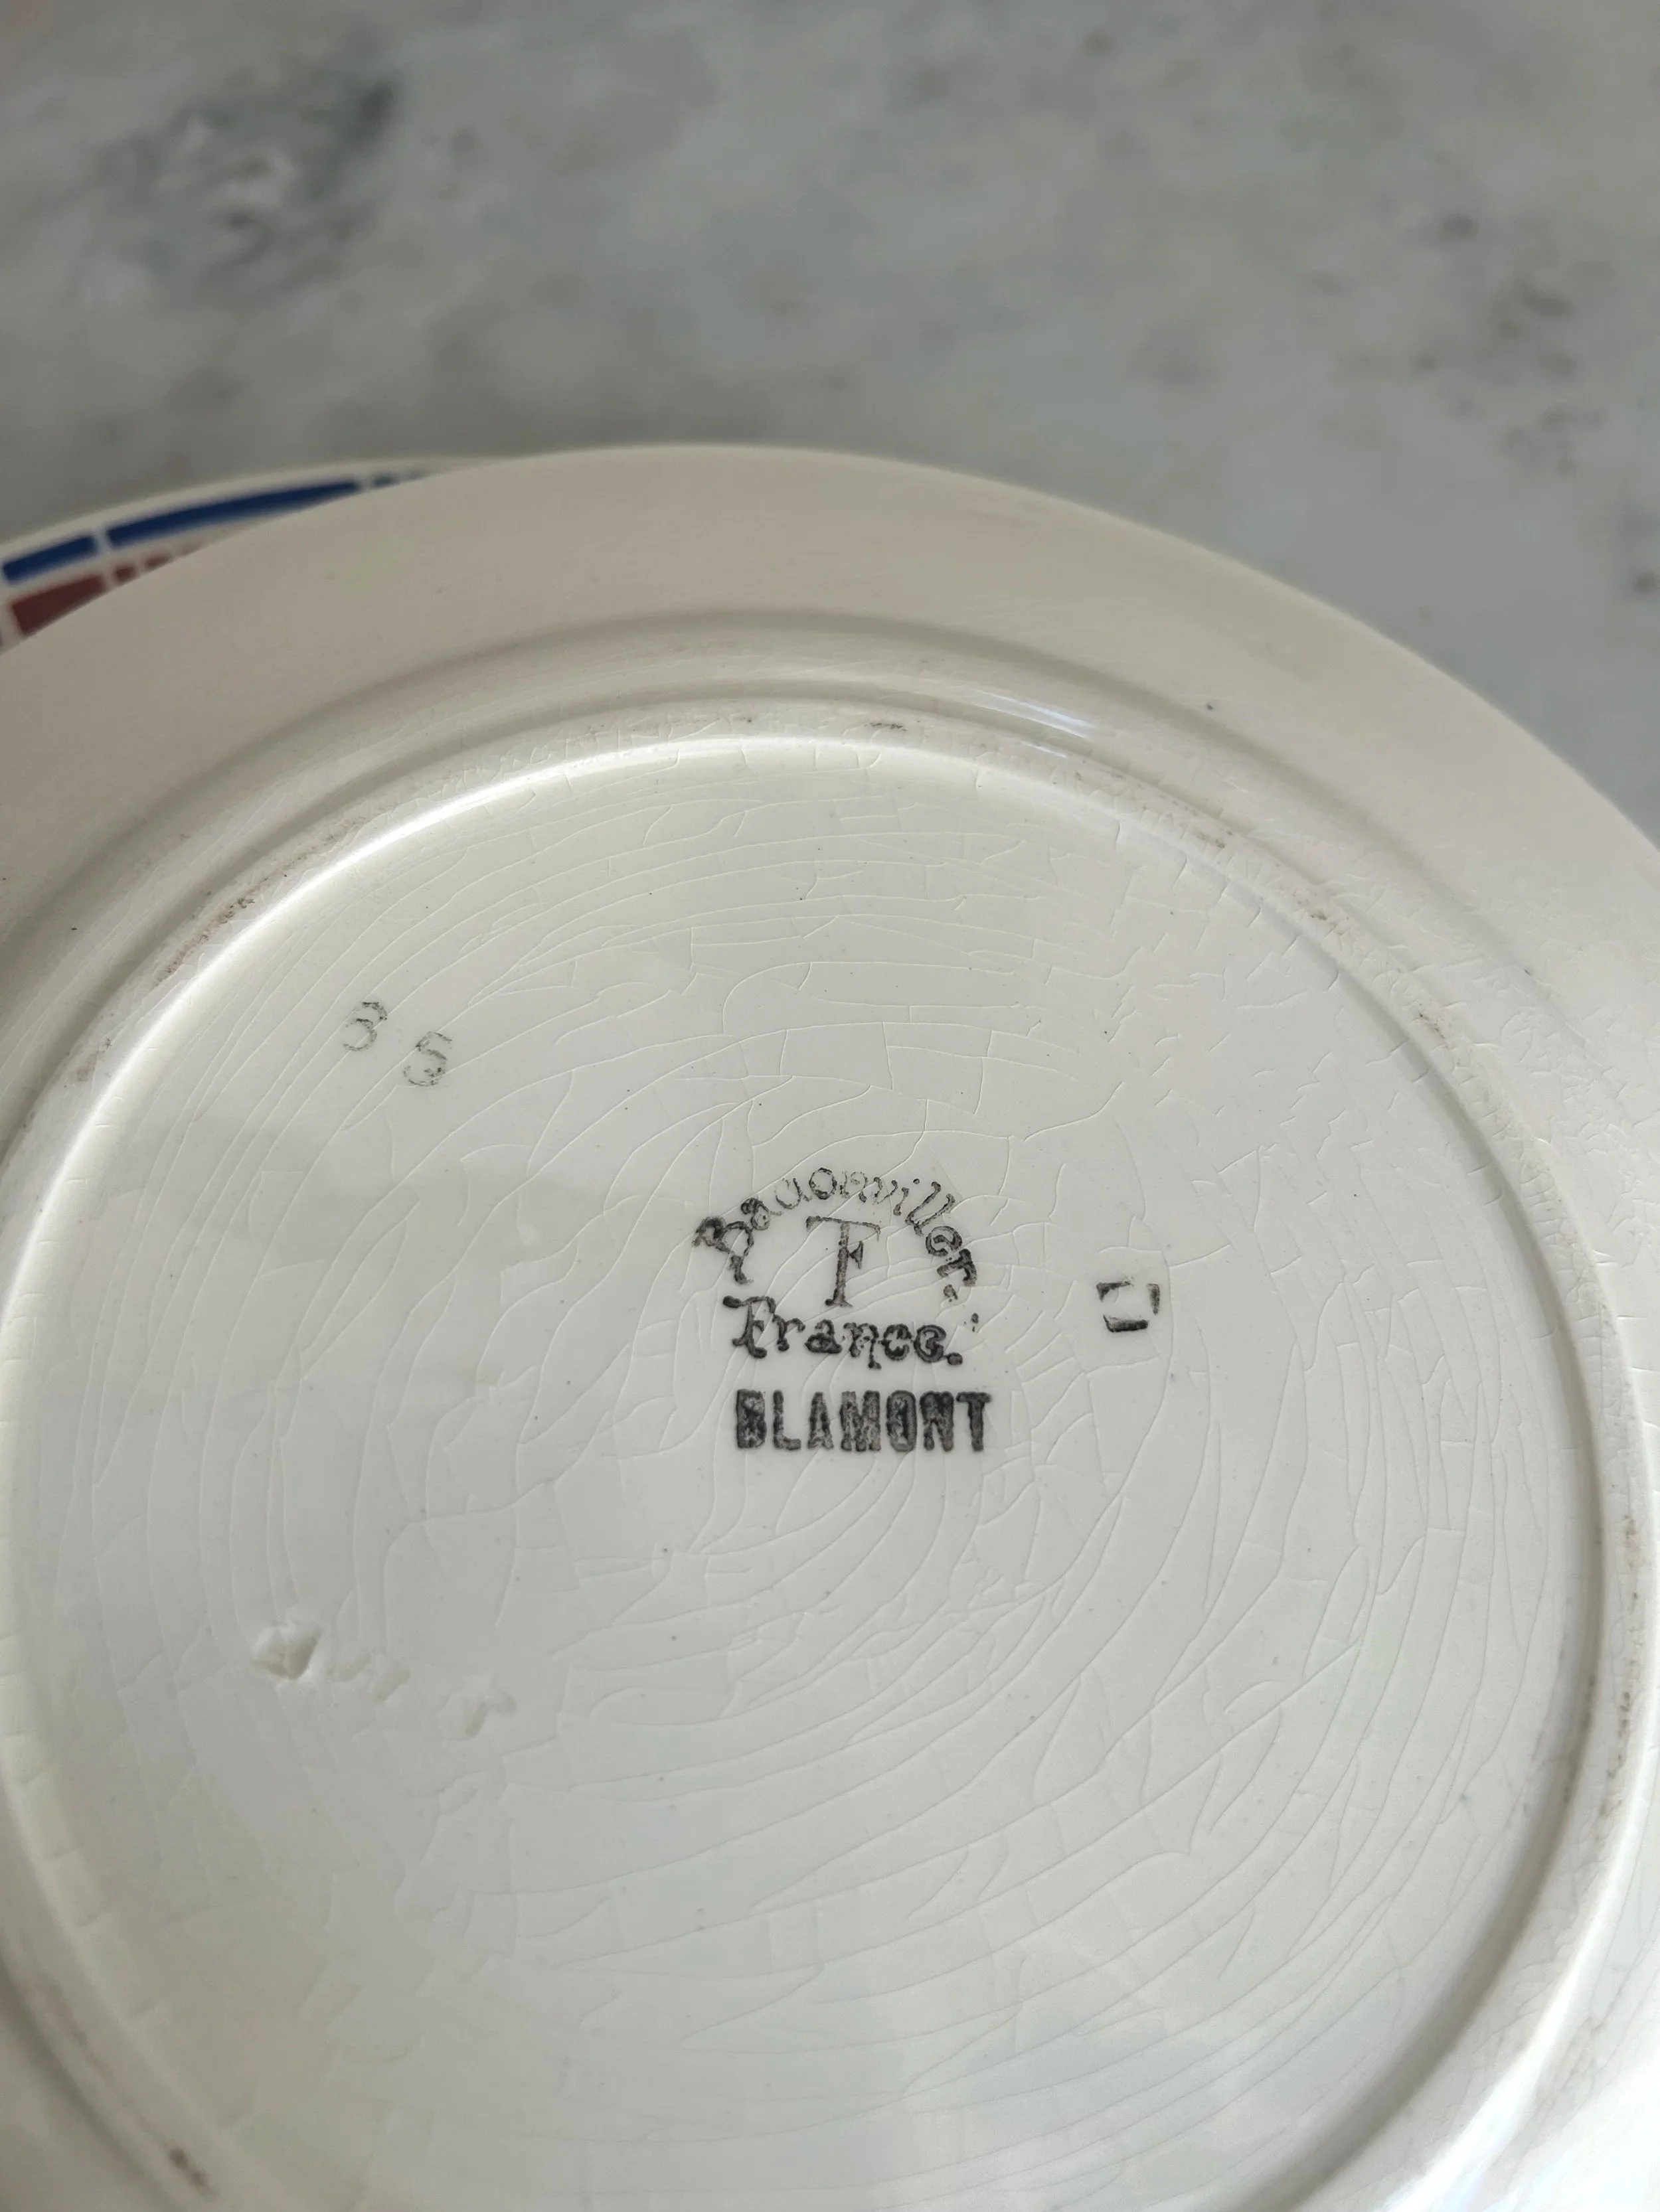 35
Badonviller.
F
France.
BLAMONT